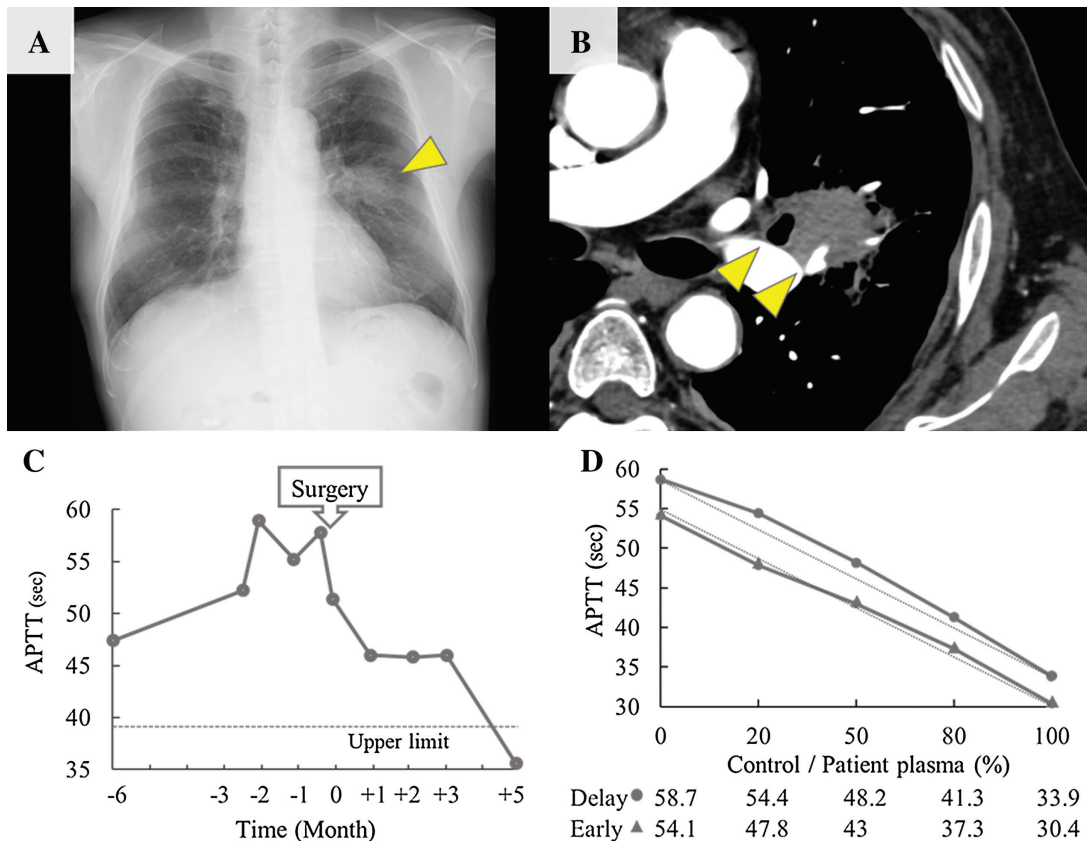 A
B
C
Surgery
60
55
50
45
40
35
APTT (sec)
Upper limit
-6
-3
-2
-1
0
+1
+2
+3
+5
Time (Month)
D
60
55
50
45
40
35
30
APTT (sec)
0
20
50
80
100
Control / Patient plasma (%)
Delay 58.7 54.4 48.2 41.3 33.9
Early 54.1 47.8 43 37.3 30.4